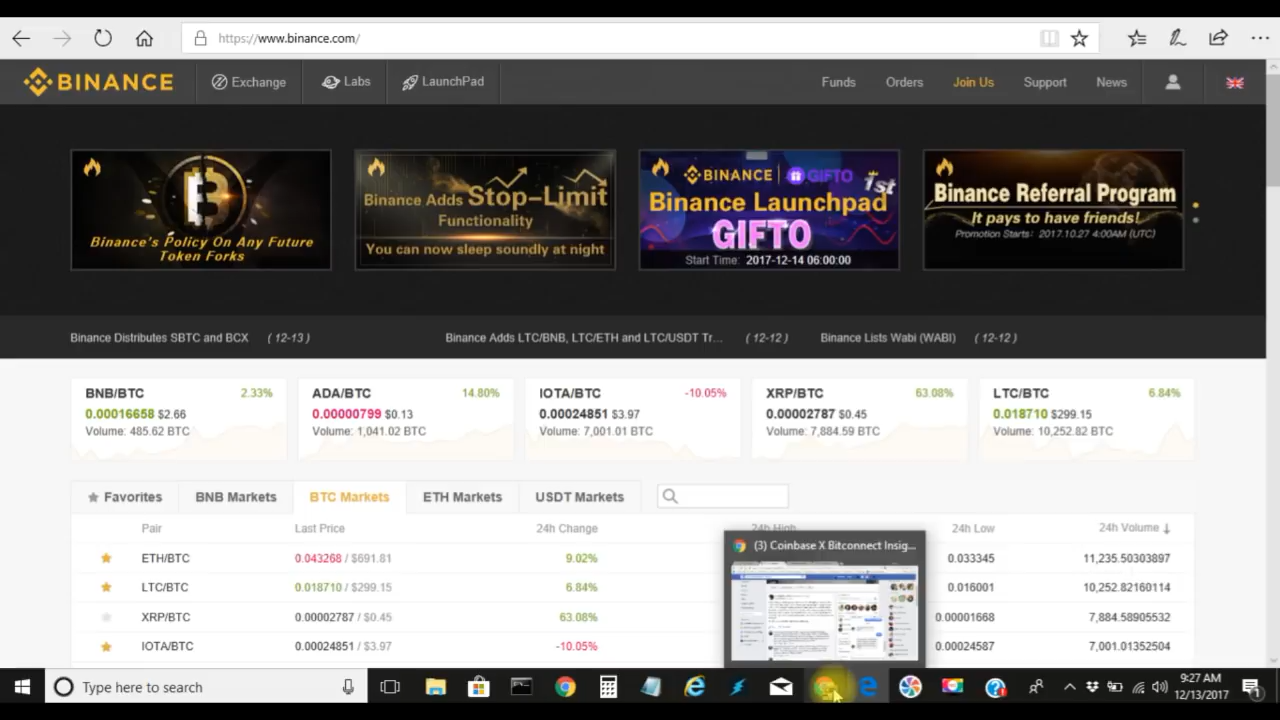 https://www.binance.com/
BINANCE Exchange Labs LaunchPad Funds Orders Join Us Support News
Binance's Policy On Any Future
Token Forks
Binance Adds Stop-Limit
Functionality
You can now sleep soundly at night
BINANCE GIFTO
1st
Binance Launchpad
GIFTO
Start Time: 2017-12-14 06:00:00
Binance Referral Program
It pays to have friends!
Promotion Starts: 2017.10.27 4:00AM (UTC)
Binance Distributes SBTC and BCX ( 12-13 ) Binance Adds LTC/BNB, LTC/ETH and LTC/USDT Tr... ( 12-12 ) Binance Lists Wabi (WABI) ( 12-12 )
BNB/BTC 2.33%
0.00016658 $2.66
Volume: 485.62 BTC
ADA/BTC 14.80%
0.00000799 $0.13
Volume: 1,041.02 BTC
IOTA/BTC -10.05%
0.00024851 $3.97
Volume: 7,001.01 BTC
XRP/BTC 63.08%
0.00002787 $0.45
Volume: 7,884.59 BTC
LTC/BTC 6.84%
0.018710 $299.15
Volume: 10,252.82 BTC
Favorites BNB Markets BTC Markets ETH Markets USDT Markets
Pair Last Price 24h Change 24h High 24h Low 24h Volume
ETH/BTC 0.043268 / $691.81 9.02% 0.033345 11,235.50303897
LTC/BTC 0.018710 / $299.15 6.84% 0.016001 10,252.82160114
XRP/BTC 0.00002787 / $0.45 63.08% 0.00001668 7,884.58905532
IOTA/BTC 0.00024851 / $3.97 -10.05% 0.00024587 7,001.01352504
(3) Coinbase X Bitconnect Insig...
Type here to search
9:27 AM
12/13/2017
1